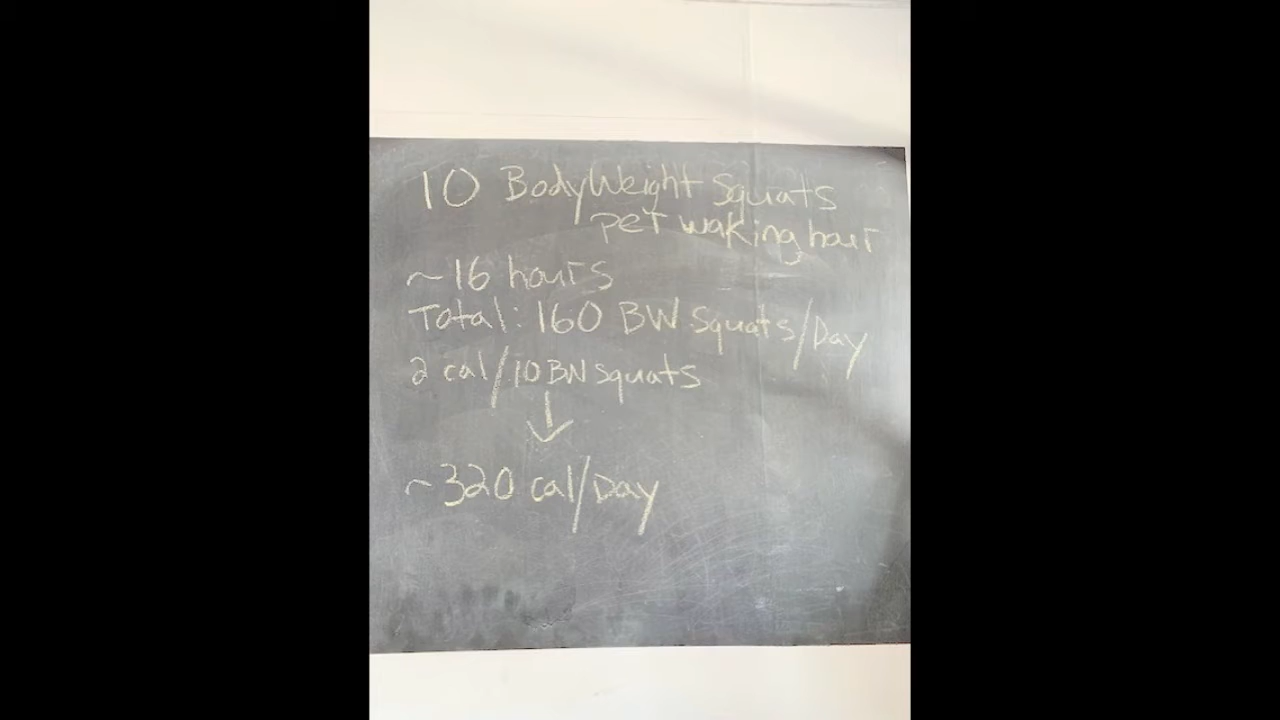 10 BodyWeight Squats
per waking hour
~16 hours
Total: 160 BW Squats/Day
2 cal/10 BW squats
↓
~320 cal/Day